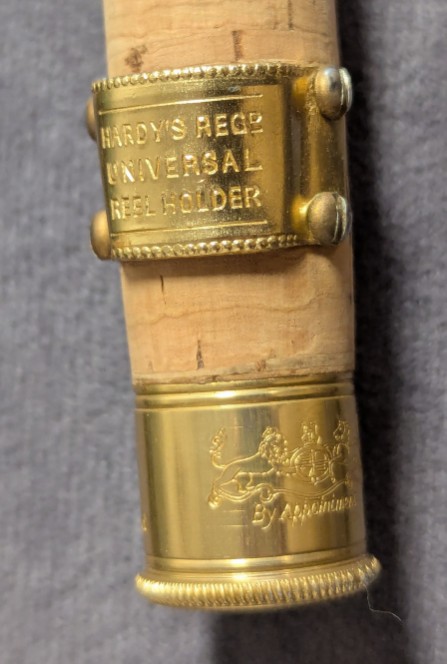 HARDY'S REGD
UNIVERSAL
REEL HOLDER
By Appointment